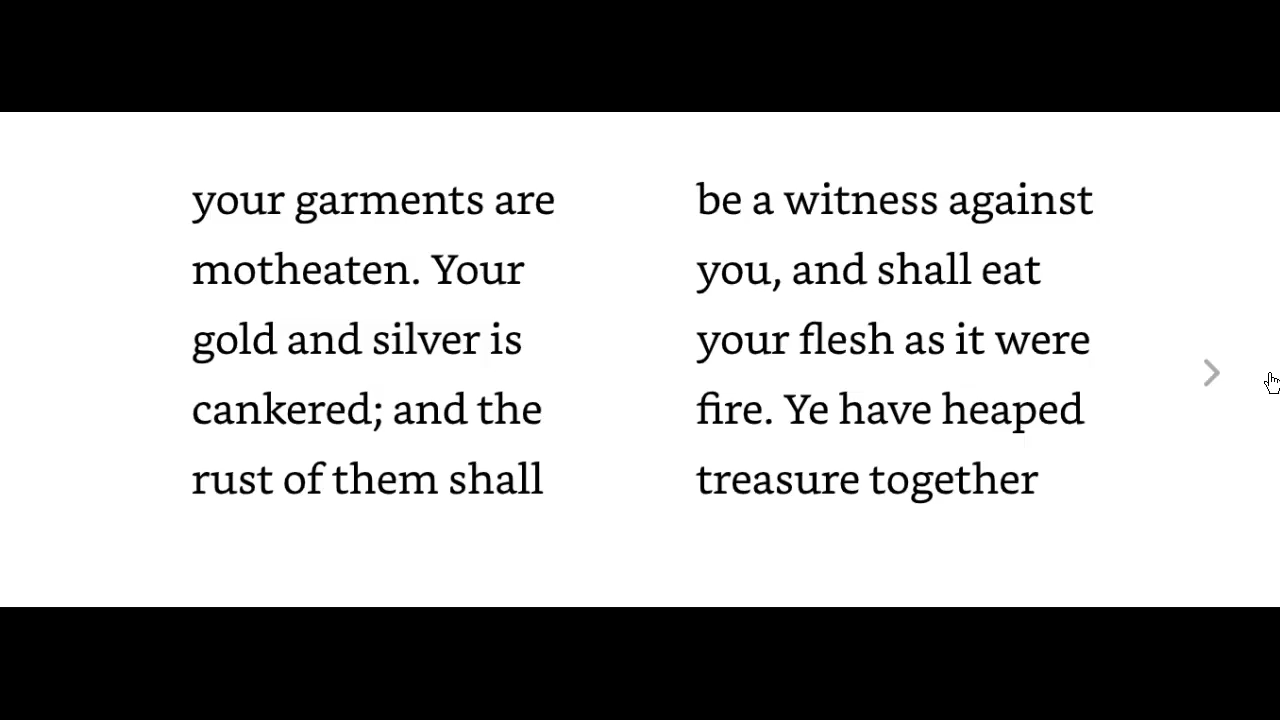 your garments are
motheaten. Your
gold and silver is
cankered; and the
rust of them shall
be a witness against
you, and shall eat
your flesh as it were
fire. Ye have heaped
treasure together